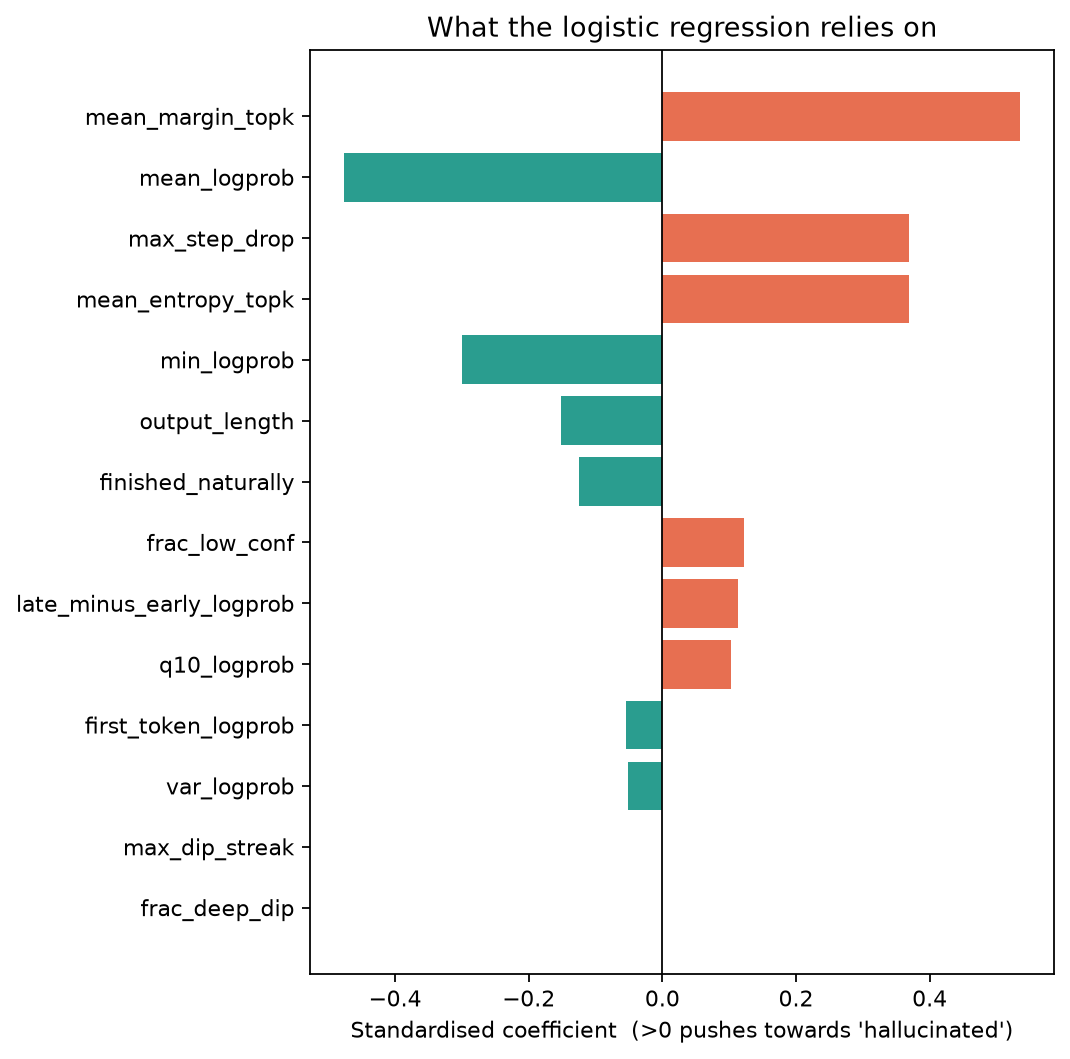 What the logistic regression relies on
mean_margin_topk
mean_logprob
max_step_drop
mean_entropy_topk
min_logprob
output_length
finished_naturally
frac_low_conf
late_minus_early_logprob
q10_logprob
first_token_logprob
var_logprob
max_dip_streak
frac_deep_dip
−0.4 −0.2 0.0 0.2 0.4
Standardised coefficient (>0 pushes towards 'hallucinated')